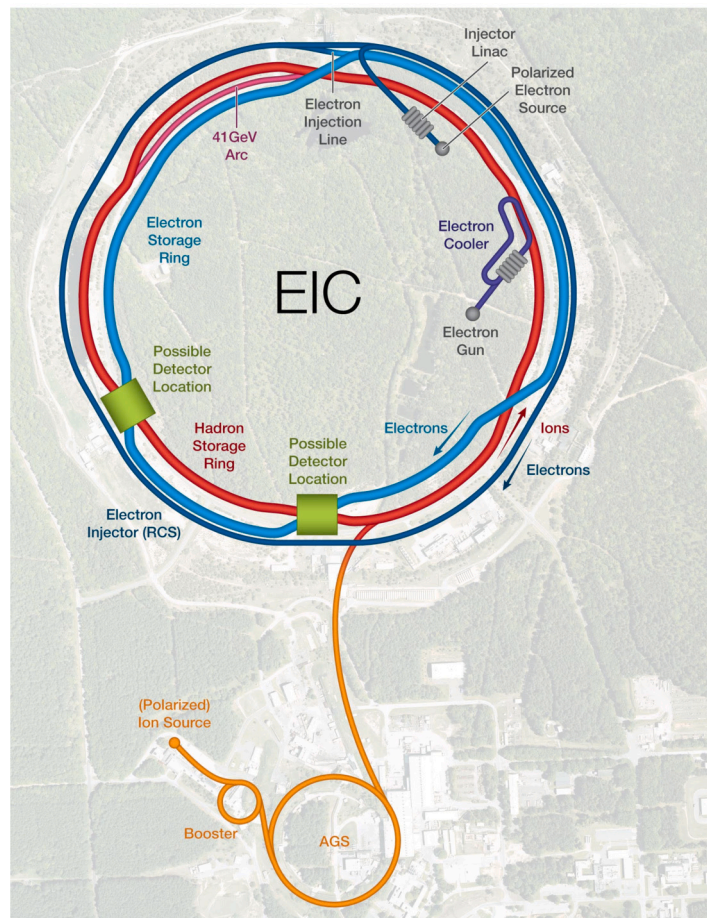 Injector
Linac
Polarized
Electron
Source
Electron
Injection
Line
41GeV
Arc
Electron
Storage
Ring
Electron
Cooler
EIC
Electron
Gun
Possible
Detector
Location
Hadron
Storage
Ring
Possible
Detector
Location
Electrons
Ions
Electrons
Electron
Injector (RCS)
(Polarized)
Ion Source
Booster
AGS